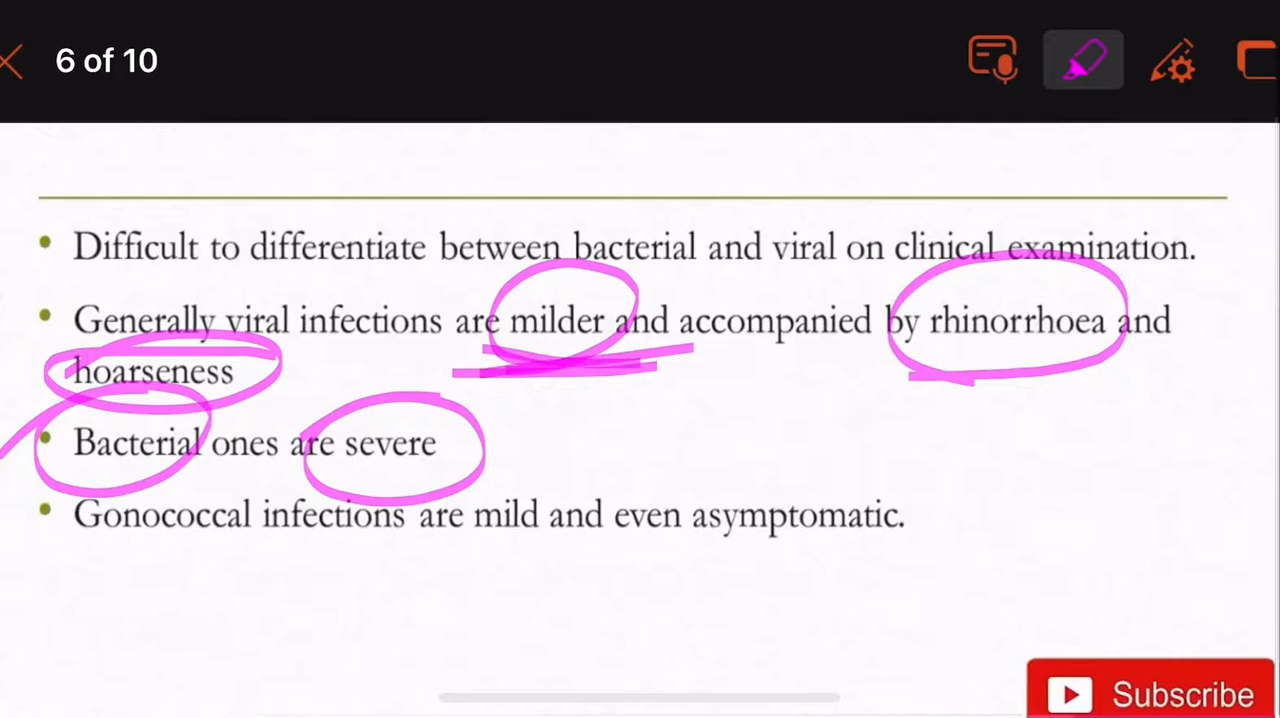 6 of 10
• Difficult to differentiate between bacterial and viral on clinical examination.
• Generally viral infections are milder and accompanied by rhinorrhoea and
hoarseness
• Bacterial ones are severe
• Gonococcal infections are mild and even asymptomatic.
Subscribe